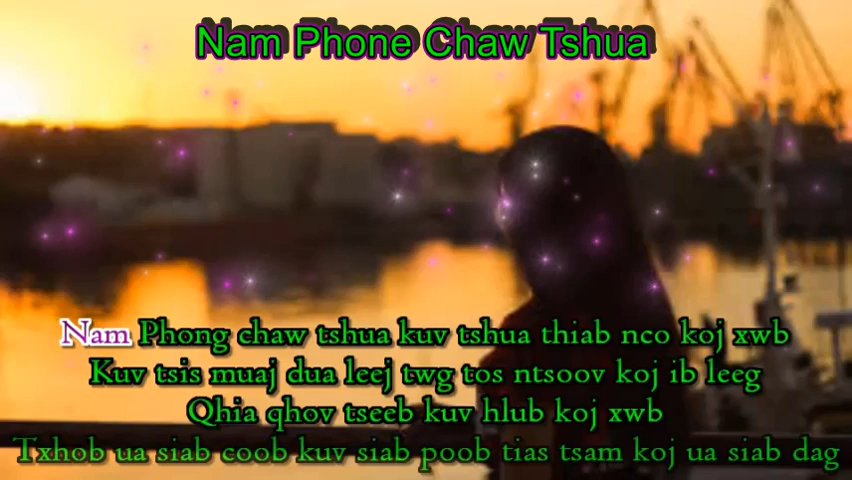 Nam Phone Chaw Tshua
Nam Phong chaw tshua kuv tshua thiab nco koj xwb
Kuv tsis muaj dua leej twg tos ntsoov koj ib leeg
Qhia qhov tseeb kuv hlub koj xwb
Txhob ua siab coob kuv siab poob tias tsam koj ua siab dag